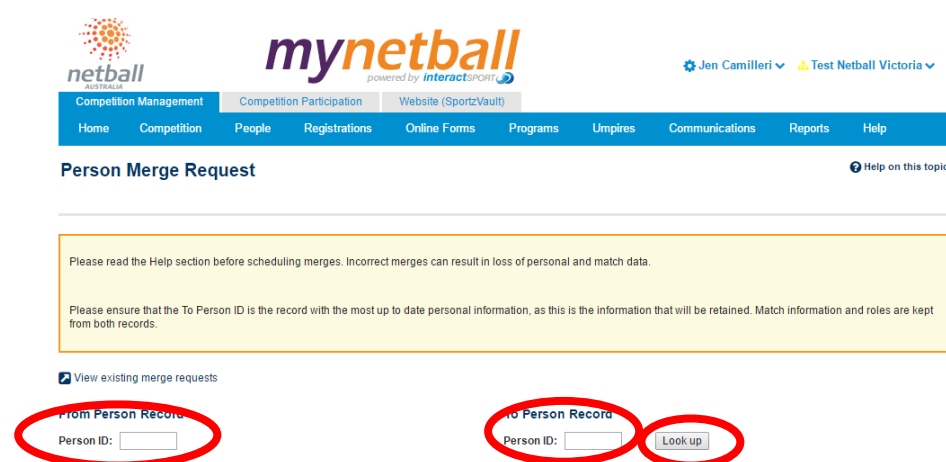 netball
AUSTRALIA
mynetball
powered by interactSPORT
Jen Camilleri
Test Netball Victoria
Competition Management
Competition Participation
Website (SportzVault)
Home Competition People Registrations Online Forms Programs Umpires Communications Reports Help
Person Merge Request
Help on this topic
Please read the Help section before scheduling merges. Incorrect merges can result in loss of personal and match data.
Please ensure that the To Person ID is the record with the most up to date personal information, as this is the information that will be retained. Match information and roles are kept
from both records.
View existing merge requests
From Person Record
To Person Record
Person ID:
Person ID:
Look up